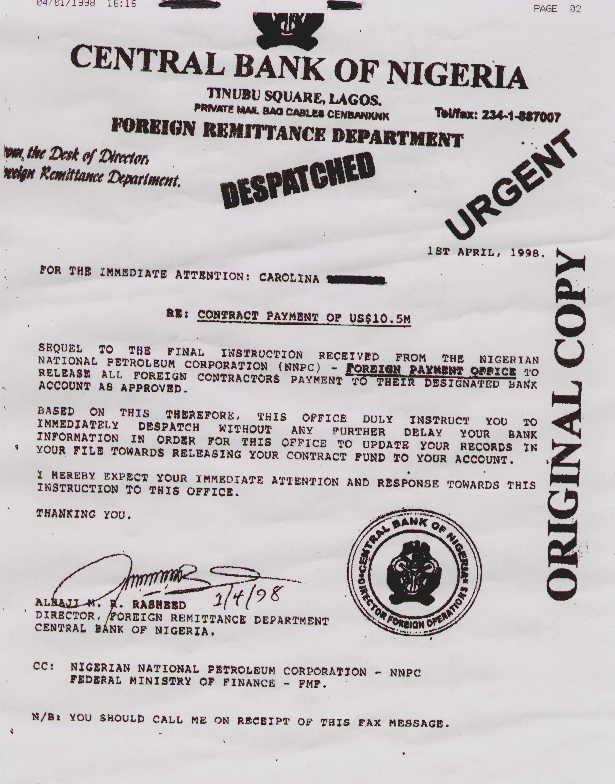 04/01/1998 16:16
PAGE 02
CENTRAL BANK OF NIGERIA
TINUBU SQUARE, LAGOS.
PRIVATE MAIL BAG CABLES CENBANKNK
Tel/fax: 234-1-887007
FOREIGN REMITTANCE DEPARTMENT
the Desk of Director,
Remittance Department.
DESPATCHED
URGENT
1ST APRIL, 1998.
FOR THE IMMEDIATE ATTENTION: CAROLINA
RE: CONTRACT PAYMENT OF US$10.5M
SEQUEL TO THE FINAL INSTRUCTION RECEIVED FROM THE NIGERIAN
NATIONAL PETROLEUM CORPORATION (NNPC) - FOREIGN PAYMENT OFFICE TO
RELEASE ALL FOREIGN CONTRACTORS PAYMENT TO THEIR DESIGNATED BANK
ACCOUNT AS APPROVED.
BASED ON THIS THEREFORE, THIS OFFICE DULY INSTRUCT YOU TO
IMMEDIATELY DESPATCH WITHOUT ANY FURTHER DELAY YOUR BANK
INFORMATION IN ORDER FOR THIS OFFICE TO UPDATE YOUR RECORDS IN
YOUR FILE TOWARDS RELEASING YOUR CONTRACT FUND TO YOUR ACCOUNT.
I HEREBY EXPECT YOUR IMMEDIATE ATTENTION AND RESPONSE TOWARDS THIS
INSTRUCTION TO THIS OFFICE.
THANKING YOU.
ORIGINAL COPY
CENTRAL BANK OF NIGERIA
DIRECTOR FOREIGN OPERATIONS
1/4/98
ALHAJI M. R. RASHEED
DIRECTOR, FOREIGN REMITTANCE DEPARTMENT
CENTRAL BANK OF NIGERIA.
CC: NIGERIAN NATIONAL PETROLEUM CORPORATION - NNPC
FEDERAL MINISTRY OF FINANCE - FMF.
N/B: YOU SHOULD CALL ME ON RECEIPT OF THIS FAX MESSAGE.